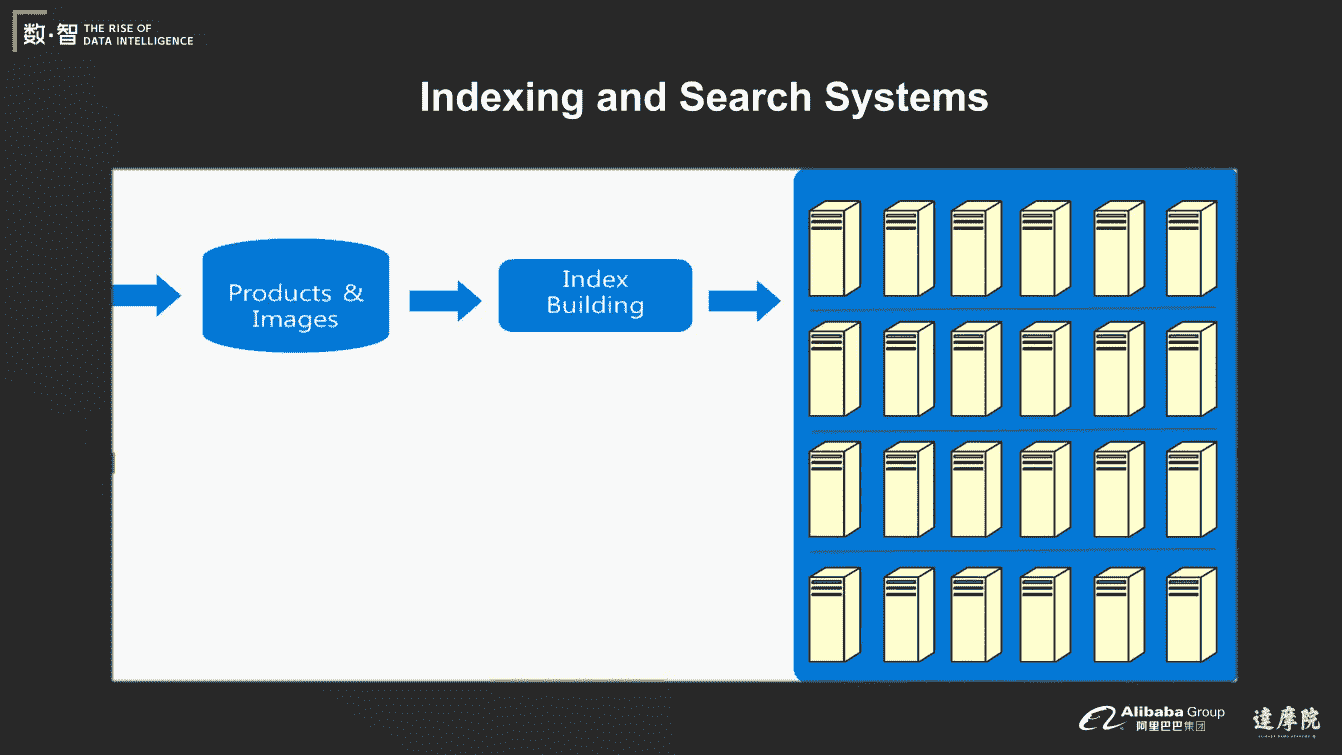 数·智
THE RISE OF
DATA INTELLIGENCE
Indexing and Search Systems
Products &
Images
Index
Building
Alibaba Group
阿里巴巴集团
達摩院